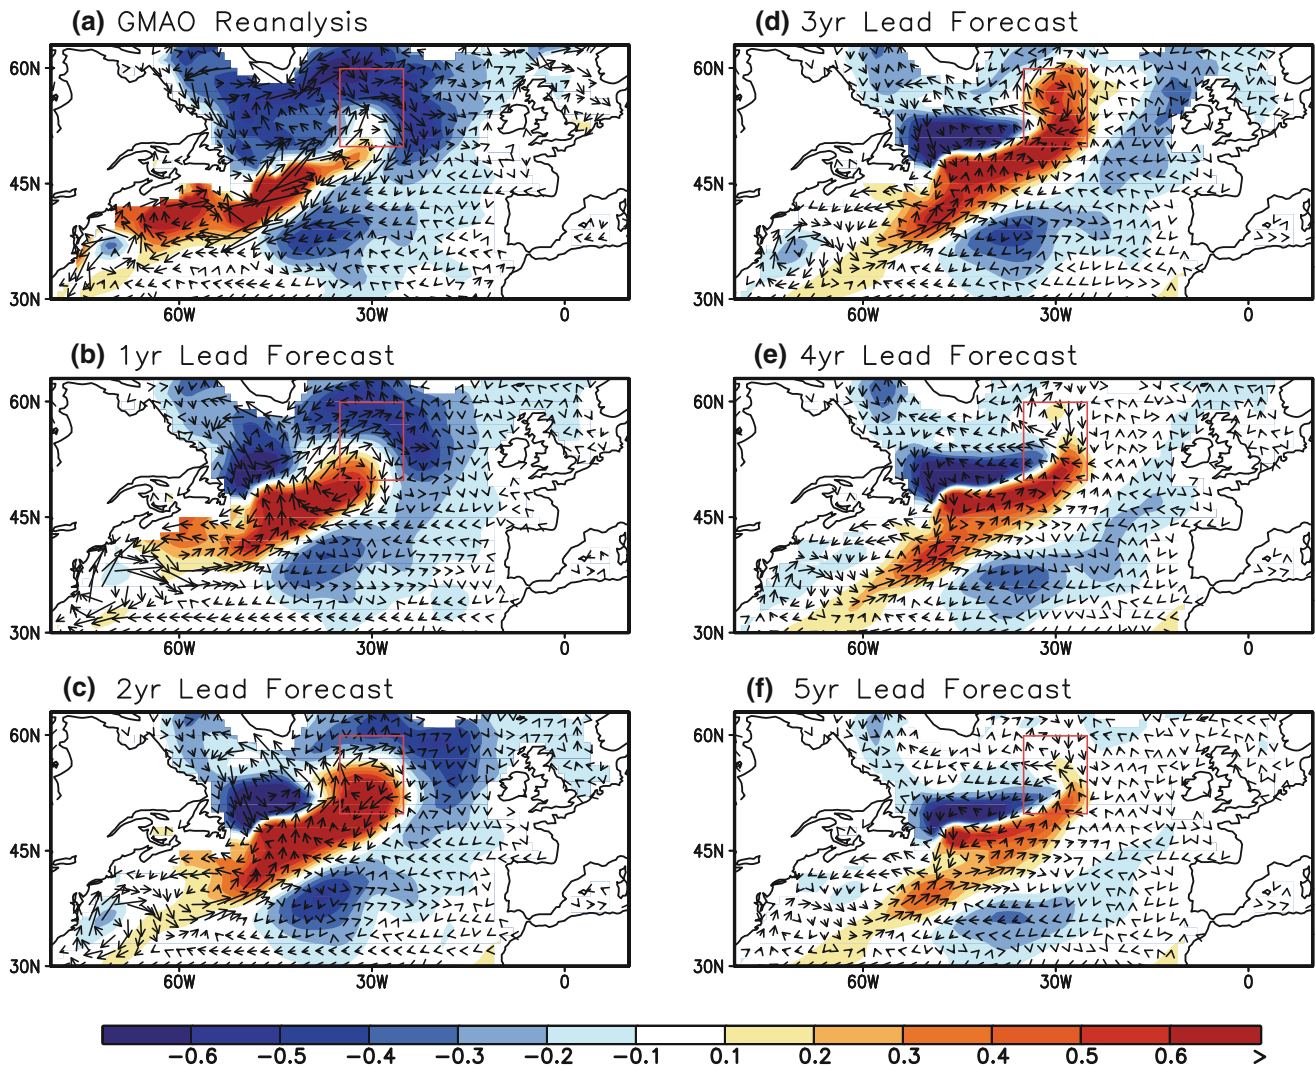 (a) GMAO Reanalysis
60N
45N
30N
60W 30W 0
(b) 1yr Lead Forecast
60N
45N
30N
60W 30W 0
(c) 2yr Lead Forecast
60N
45N
30N
60W 30W 0
(d) 3yr Lead Forecast
60N
45N
30N
60W 30W 0
(e) 4yr Lead Forecast
60N
45N
30N
60W 30W 0
(f) 5yr Lead Forecast
60N
45N
30N
60W 30W 0
-0.6 -0.5 -0.4 -0.3 -0.2 -0.1 0.1 0.2 0.3 0.4 0.5 0.6 >